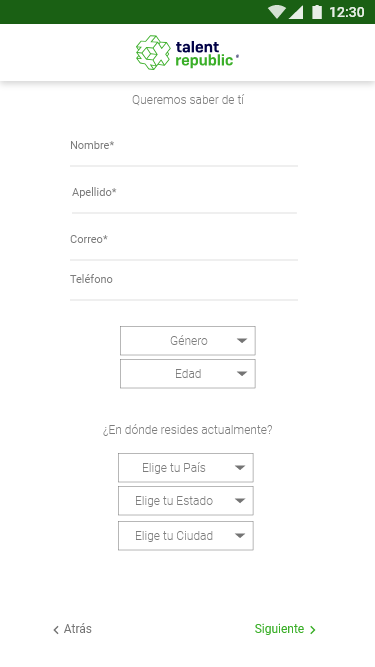 12:30
talent
republic
Queremos saber de tí
Nombre*
Apellido*
Correo*
Teléfono
Género
Edad
¿En dónde resides actualmente?
Elige tu País
Elige tu Estado
Elige tu Ciudad
Atrás
Siguiente